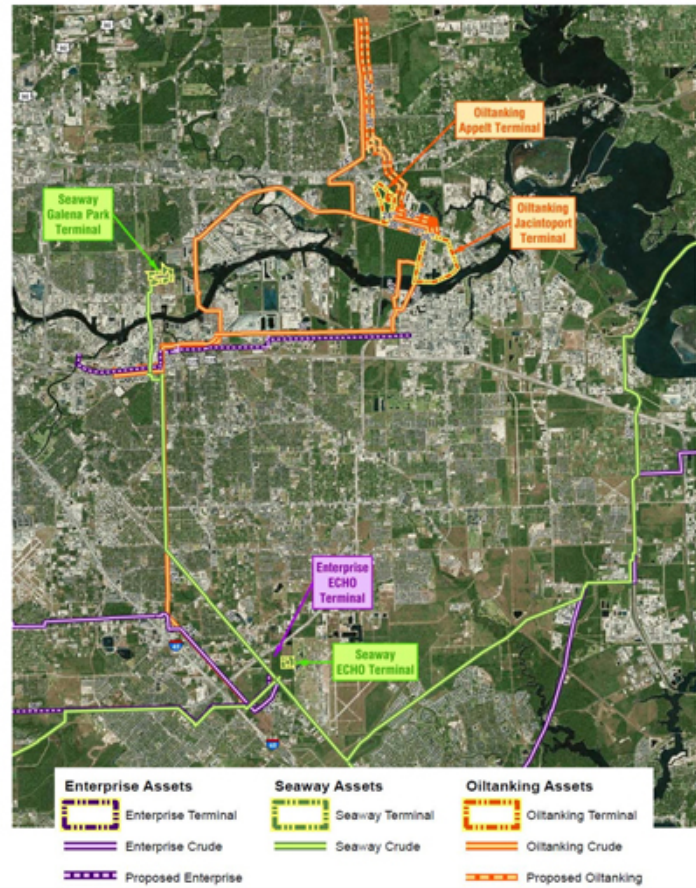 Oiltanking
Appelt Terminal
Seaway
Galena Park
Terminal
Oiltanking
Jacintoport
Terminal
Enterprise
ECHO
Terminal
Seaway
ECHO Terminal
Enterprise Assets
Seaway Assets
Oiltanking Assets
Enterprise Terminal
Seaway Terminal
Oiltanking Terminal
Enterprise Crude
Seaway Crude
Oiltanking Crude
Proposed Enterprise
Proposed Oiltanking